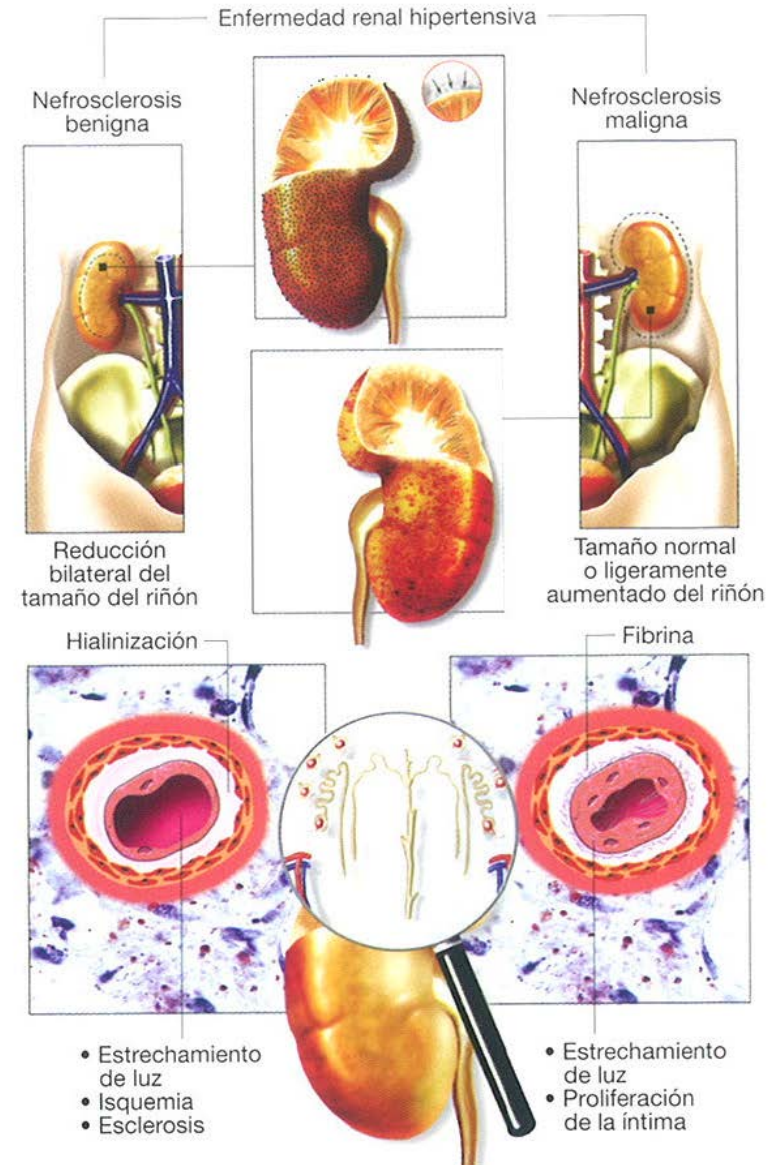 Enfermedad renal hipertensiva
Nefrosclerosis
benigna
Nefrosclerosis
maligna
Reducción
bilateral del
tamaño del riñón
Tamaño normal
o ligeramente
aumentado del riñón
Hialinización
Fibrina
• Estrechamiento
de luz
• Isquemia
• Esclerosis
• Estrechamiento
de luz
• Proliferación
de la íntima